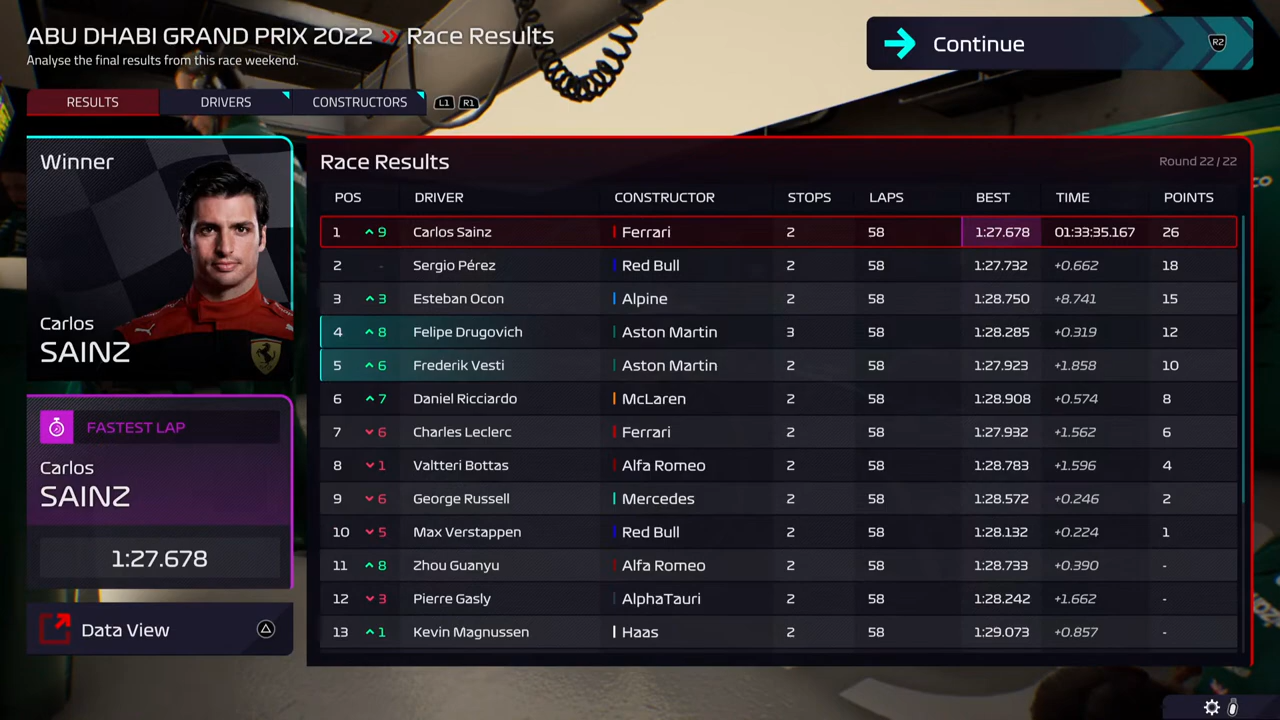 ABU DHABI GRAND PRIX 2022 » Race Results
Analyse the final results from this race weekend.
Continue R2
RESULTS DRIVERS CONSTRUCTORS L1 R1
Winner
Carlos
SAINZ
FASTEST LAP
Carlos
SAINZ
1:27.678
Data View
Race Results Round 22 / 22
POS DRIVER CONSTRUCTOR STOPS LAPS BEST TIME POINTS
1 9 Carlos Sainz Ferrari 2 58 1:27.678 01:33:35.167 26
2 - Sergio Pérez Red Bull 2 58 1:27.732 +0.662 18
3 3 Esteban Ocon Alpine 2 58 1:28.750 +8.741 15
4 8 Felipe Drugovich Aston Martin 3 58 1:28.285 +0.319 12
5 6 Frederik Vesti Aston Martin 2 58 1:27.923 +1.858 10
6 7 Daniel Ricciardo McLaren 2 58 1:28.908 +0.574 8
7 6 Charles Leclerc Ferrari 2 58 1:27.932 +1.562 6
8 1 Valtteri Bottas Alfa Romeo 2 58 1:28.783 +1.596 4
9 6 George Russell Mercedes 2 58 1:28.572 +0.246 2
10 5 Max Verstappen Red Bull 2 58 1:28.132 +0.224 1
11 8 Zhou Guanyu Alfa Romeo 2 58 1:28.733 +0.390 -
12 3 Pierre Gasly AlphaTauri 2 58 1:28.242 +1.662 -
13 1 Kevin Magnussen Haas 2 58 1:29.073 +0.857 -